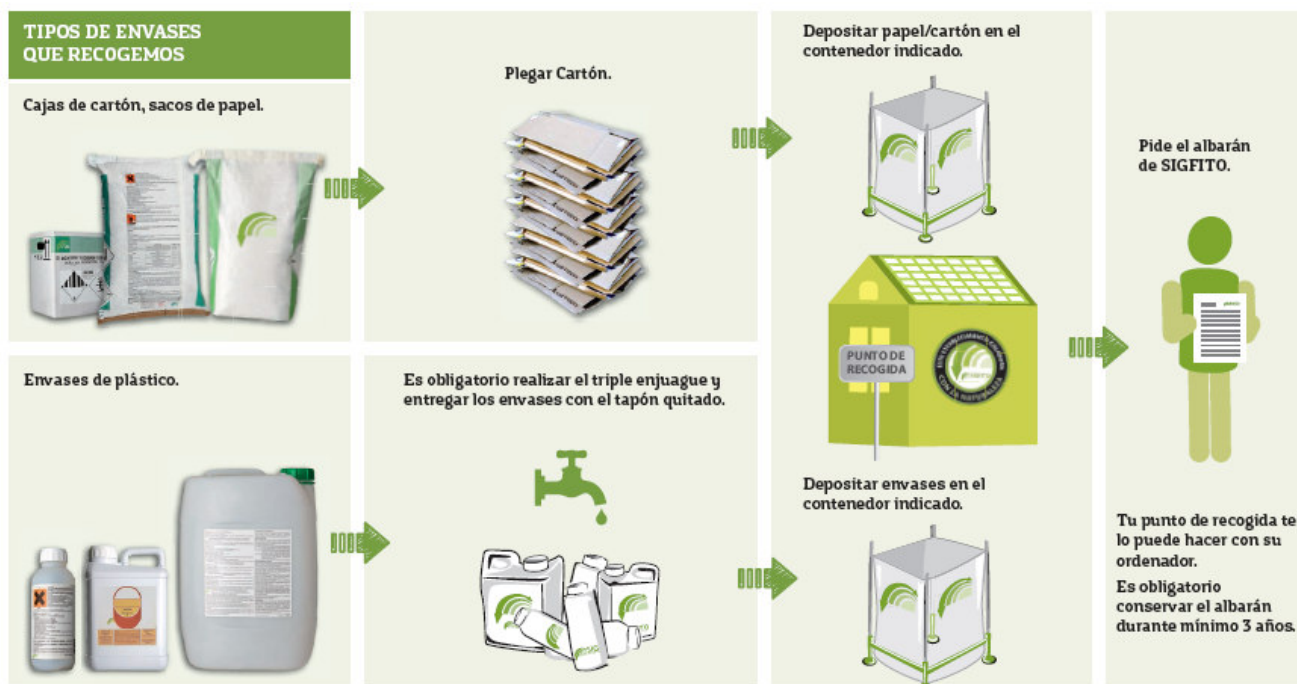 TIPOS DE ENVASES
QUE RECOGEMOS
Cajas de cartón, sacos de papel.
Plegar Cartón.
Depositar papel/cartón en el
contenedor indicado.
Pide el albarán
de SIGFITO.
PUNTO DE
RECOGIDA
Envases de plástico.
Es obligatorio realizar el triple enjuague y
entregar los envases con el tapón quitado.
Depositar envases en el
contenedor indicado.
Tu punto de recogida te
lo puede hacer con su
ordenador.
Es obligatorio
conservar el albarán
durante mínimo 3 años.